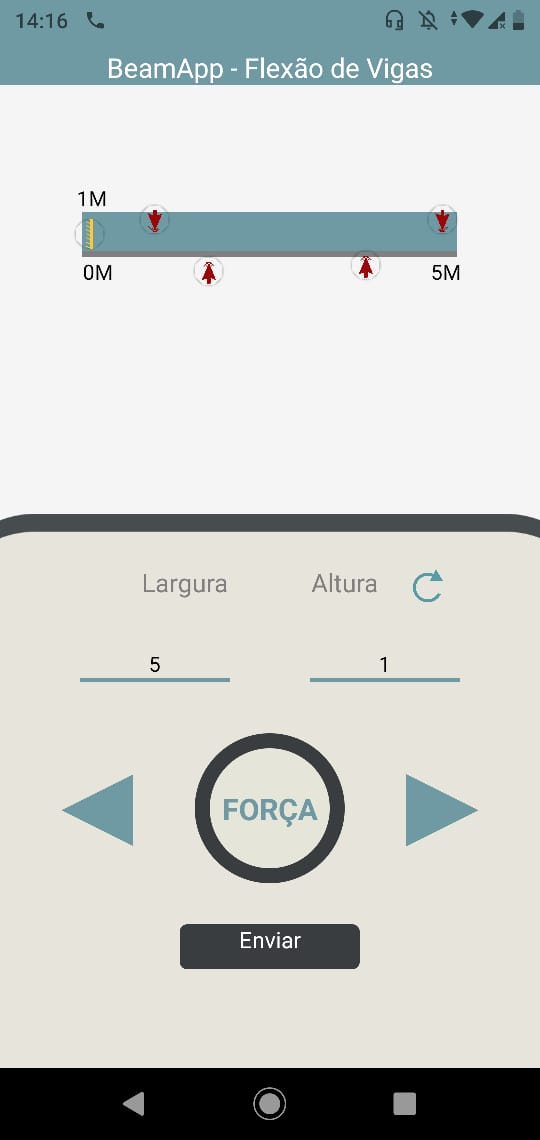 14:16
BeamApp - Flexão de Vigas
1M
0M
5M
Largura
Altura
5
1
FORÇA
Enviar